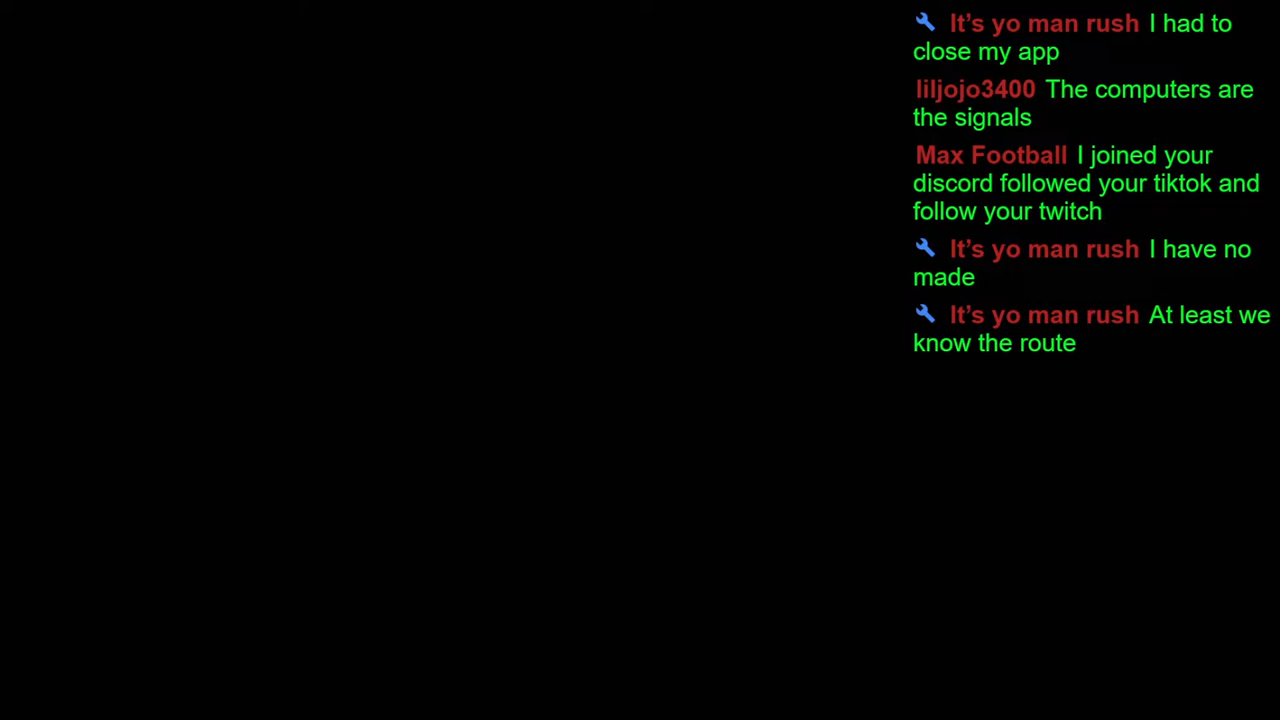 It’s yo man rush I had to
close my app
liljojo3400 The computers are
the signals
Max Football I joined your
discord followed your tiktok and
follow your twitch
It’s yo man rush I have no
made
It’s yo man rush At least we
know the route